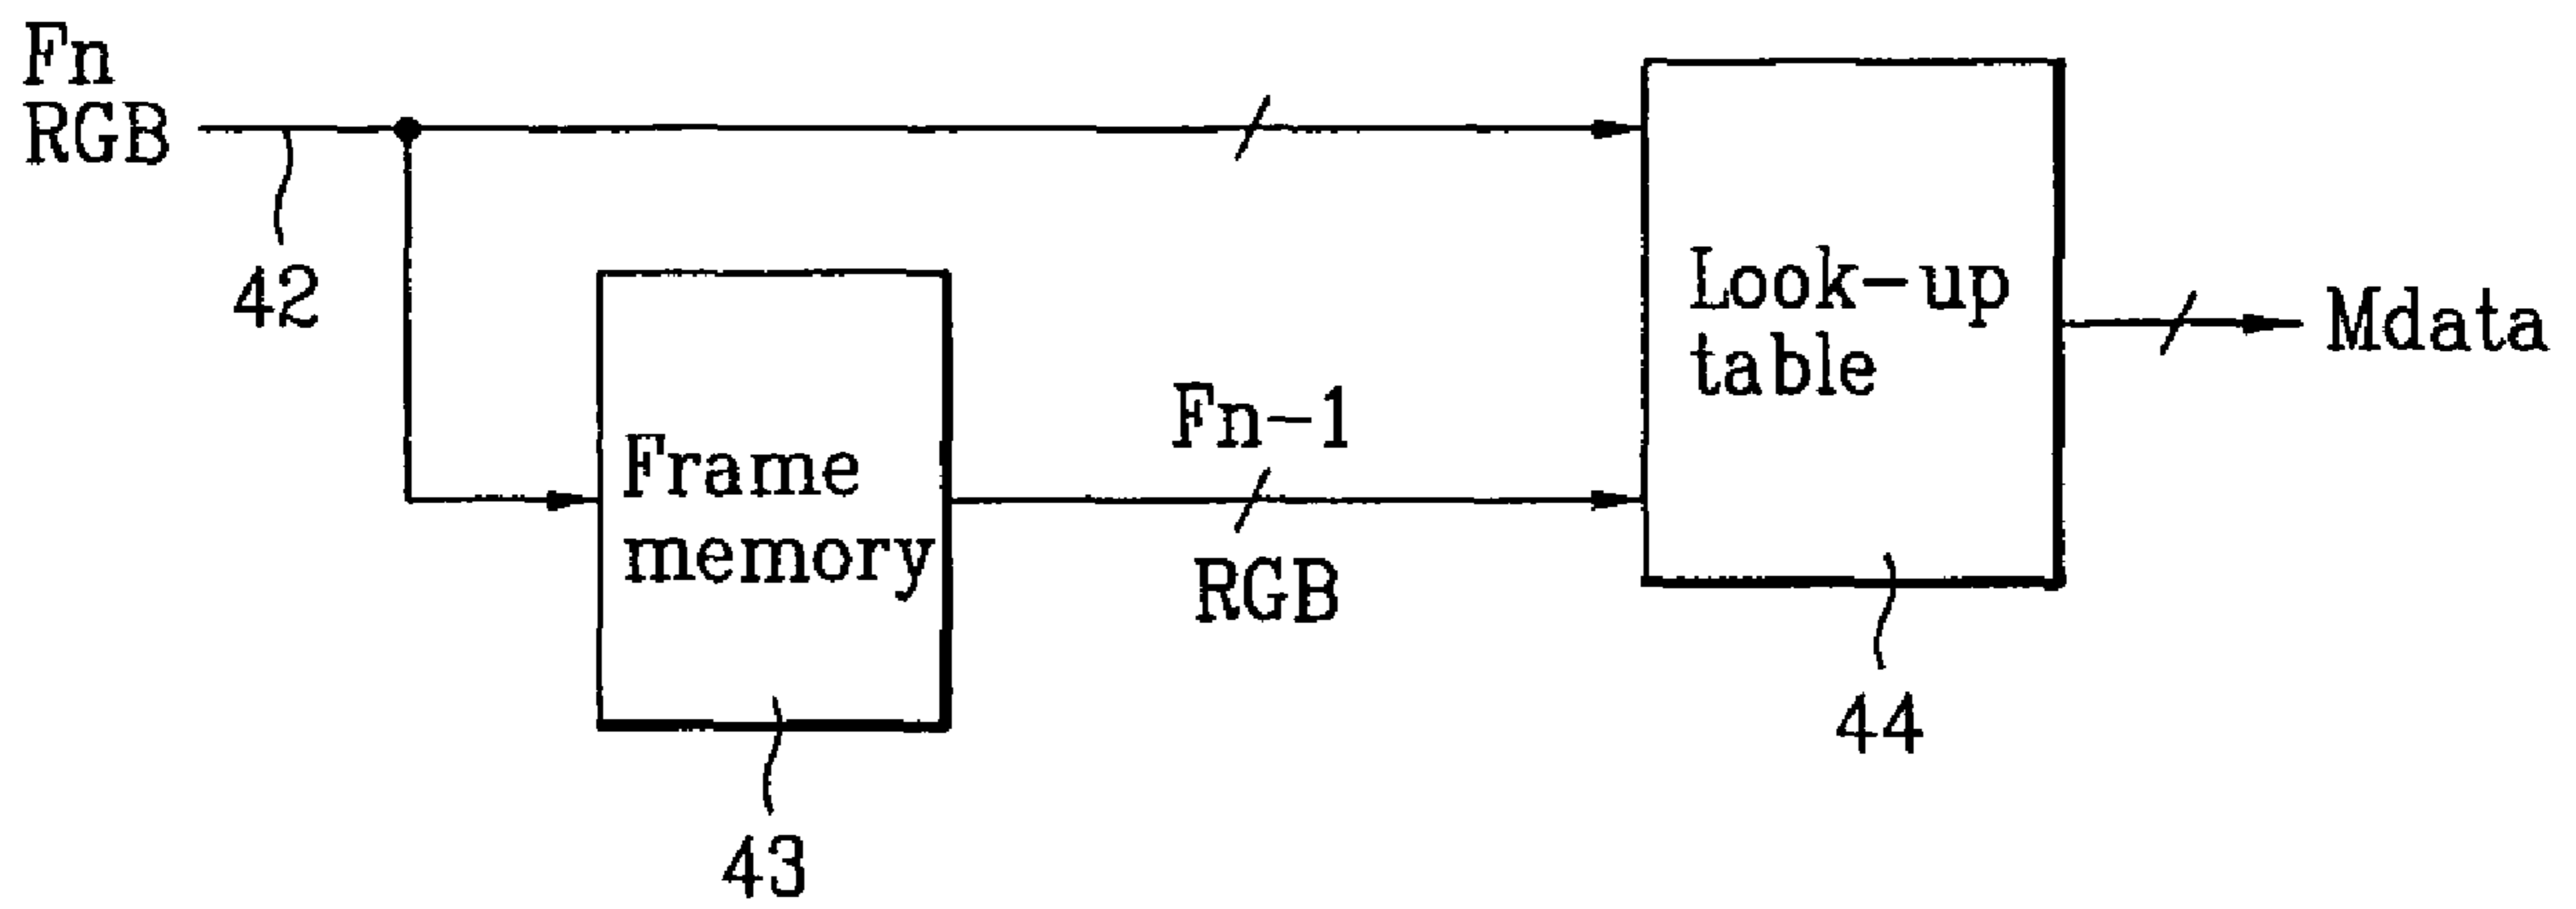 Fn
RGB
42
Frame
memory
43
Fn-1
RGB
Look-up
table
44
Mdata